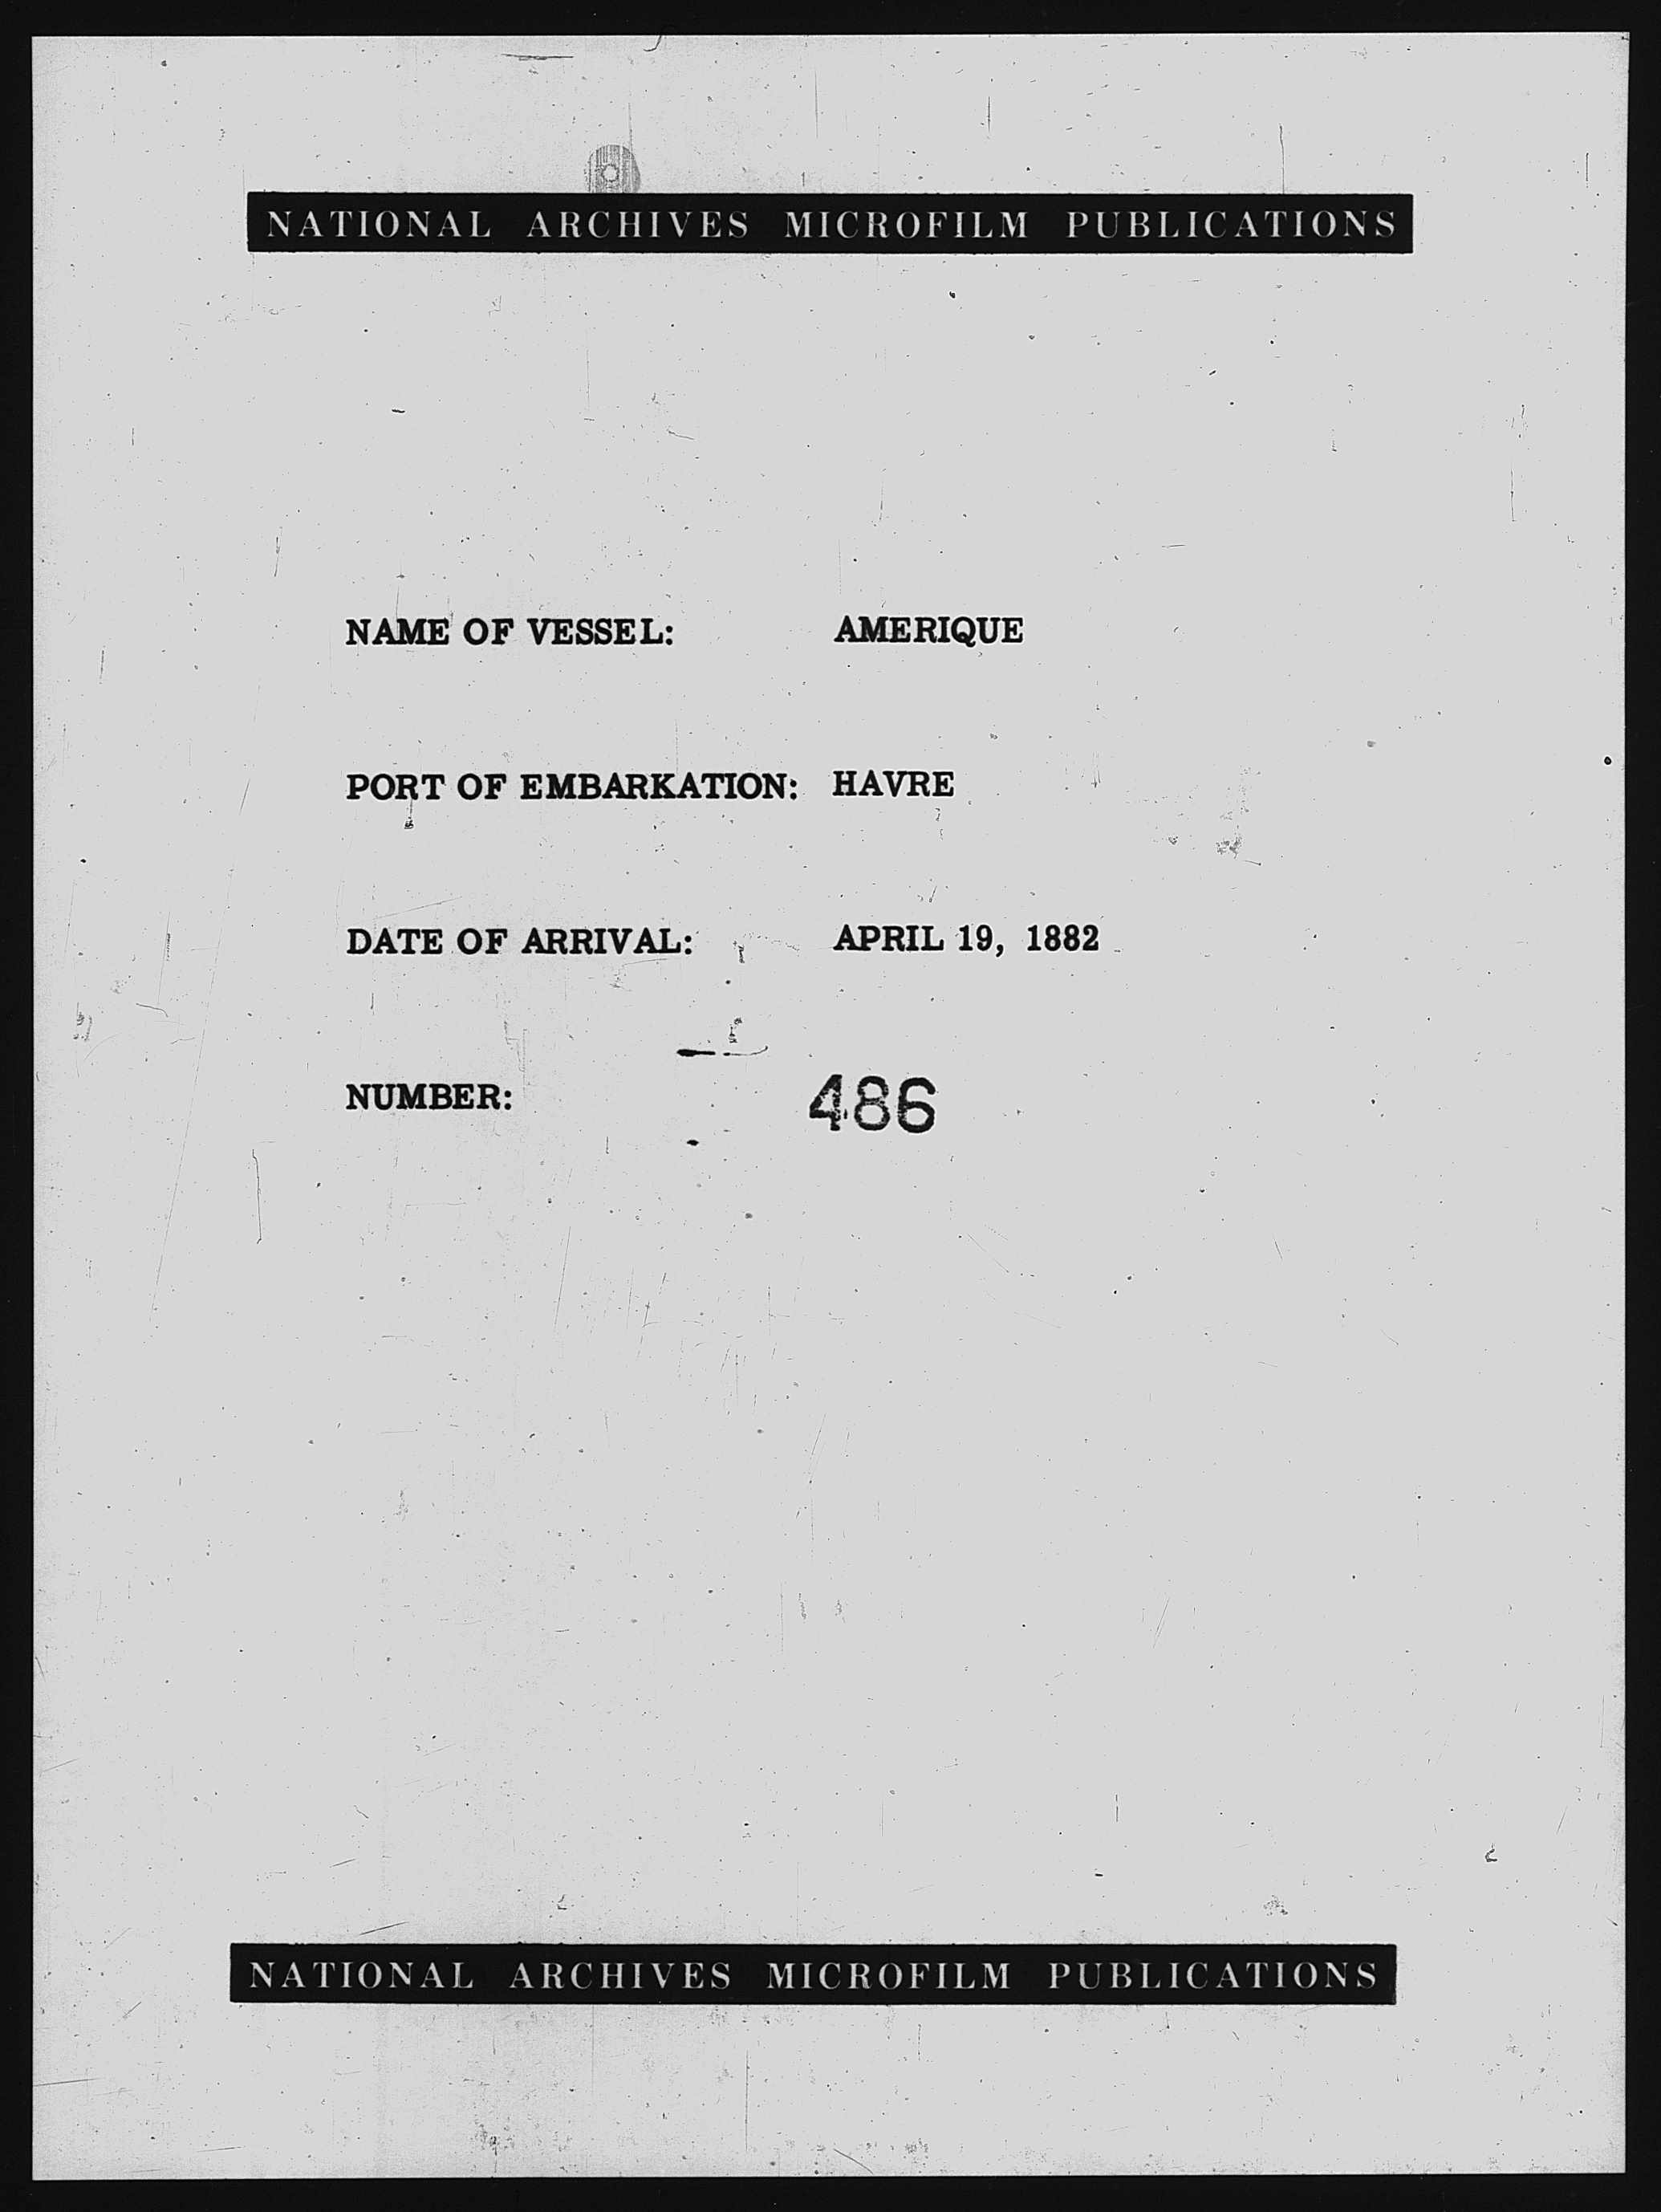 NATIONAL ARCHIVES MICROFILM PUBLICATIONS
NAME OF VESSEL: AMERIQUE
PORT OF EMBARKATION: HAVRE
DATE OF ARRIVAL: APRIL 19, 1882
NUMBER: 486
NATIONAL ARCHIVES MICROFILM PUBLICATIONS